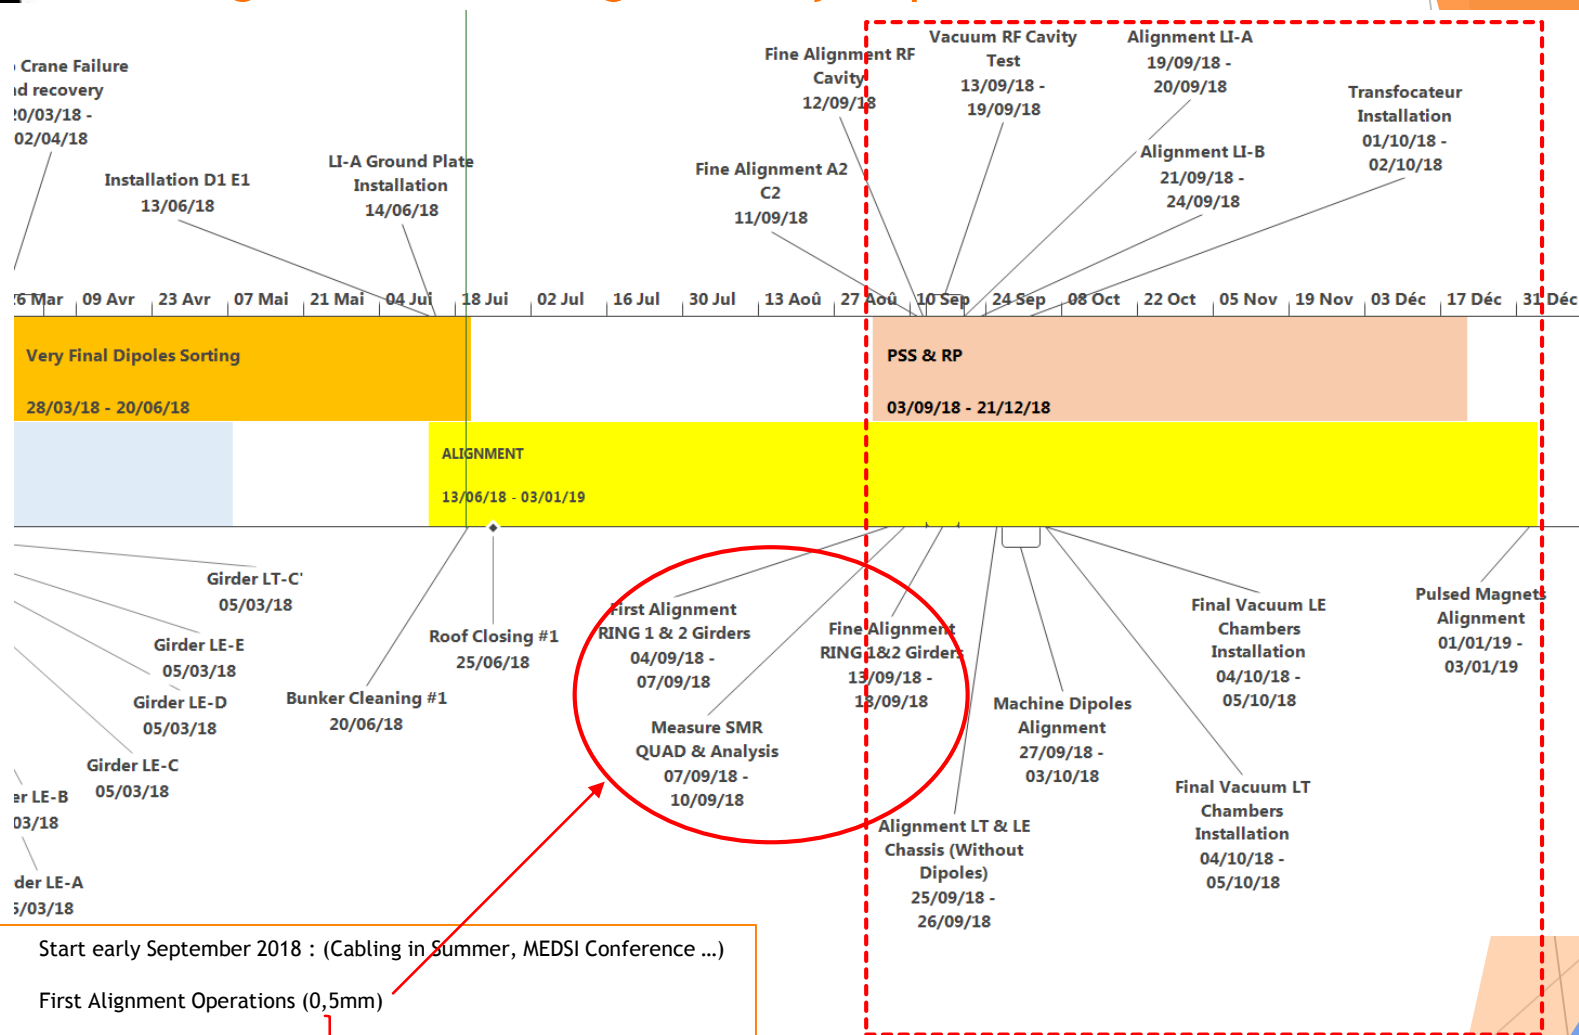 Crane Failure
recovery
20/03/18 -
02/04/18
Installation D1 E1
13/06/18
LI-A Ground Plate
Installation
14/06/18
Fine Alignment A2
C2
11/09/18
Fine Alignment RF
Cavity
12/09/18
Vacuum RF Cavity
Test
13/09/18 -
19/09/18
Alignment LI-A
19/09/18 -
20/09/18
Alignment LI-B
21/09/18 -
24/09/18
Transfocateur
Installation
01/10/18 -
02/10/18
26 Mar 09 Avr 23 Avr 07 Mai 21 Mai 04 Jui 18 Jui 02 Jul 16 Jul 30 Jul 13 Aoû 27 Aoû 10 Sep 24 Sep 08 Oct 22 Oct 05 Nov 19 Nov 03 Déc 17 Déc 31 Déc
Very Final Dipoles Sorting
28/03/18 - 20/06/18
PSS & RP
03/09/18 - 21/12/18
ALIGNMENT
13/06/18 - 03/01/19
Girder LT-C'
05/03/18
Girder LE-E
05/03/18
Girder LE-D
05/03/18
Girder LE-C
05/03/18
LE-B
03/18
LE-A
5/03/18
Bunker Cleaning #1
20/06/18
Roof Closing #1
25/06/18
First Alignment
RING 1 & 2 Girders
04/09/18 -
07/09/18
Measure SMR
QUAD & Analysis
07/09/18 -
10/09/18
Fine Alignment
RING 1&2 Girders
13/09/18 -
18/09/18
Alignment LT & LE
Chassis (Without
Dipoles)
25/09/18 -
26/09/18
Machine Dipoles
Alignment
27/09/18 -
03/10/18
Final Vacuum LE
Chambers
Installation
04/10/18 -
05/10/18
Final Vacuum LT
Chambers
Installation
04/10/18 -
05/10/18
Pulsed Magnets
Alignment
01/01/19 -
03/01/19
Start early September 2018 : (Cabling in Summer, MEDSI Conference …)
First Alignment Operations (0,5mm)